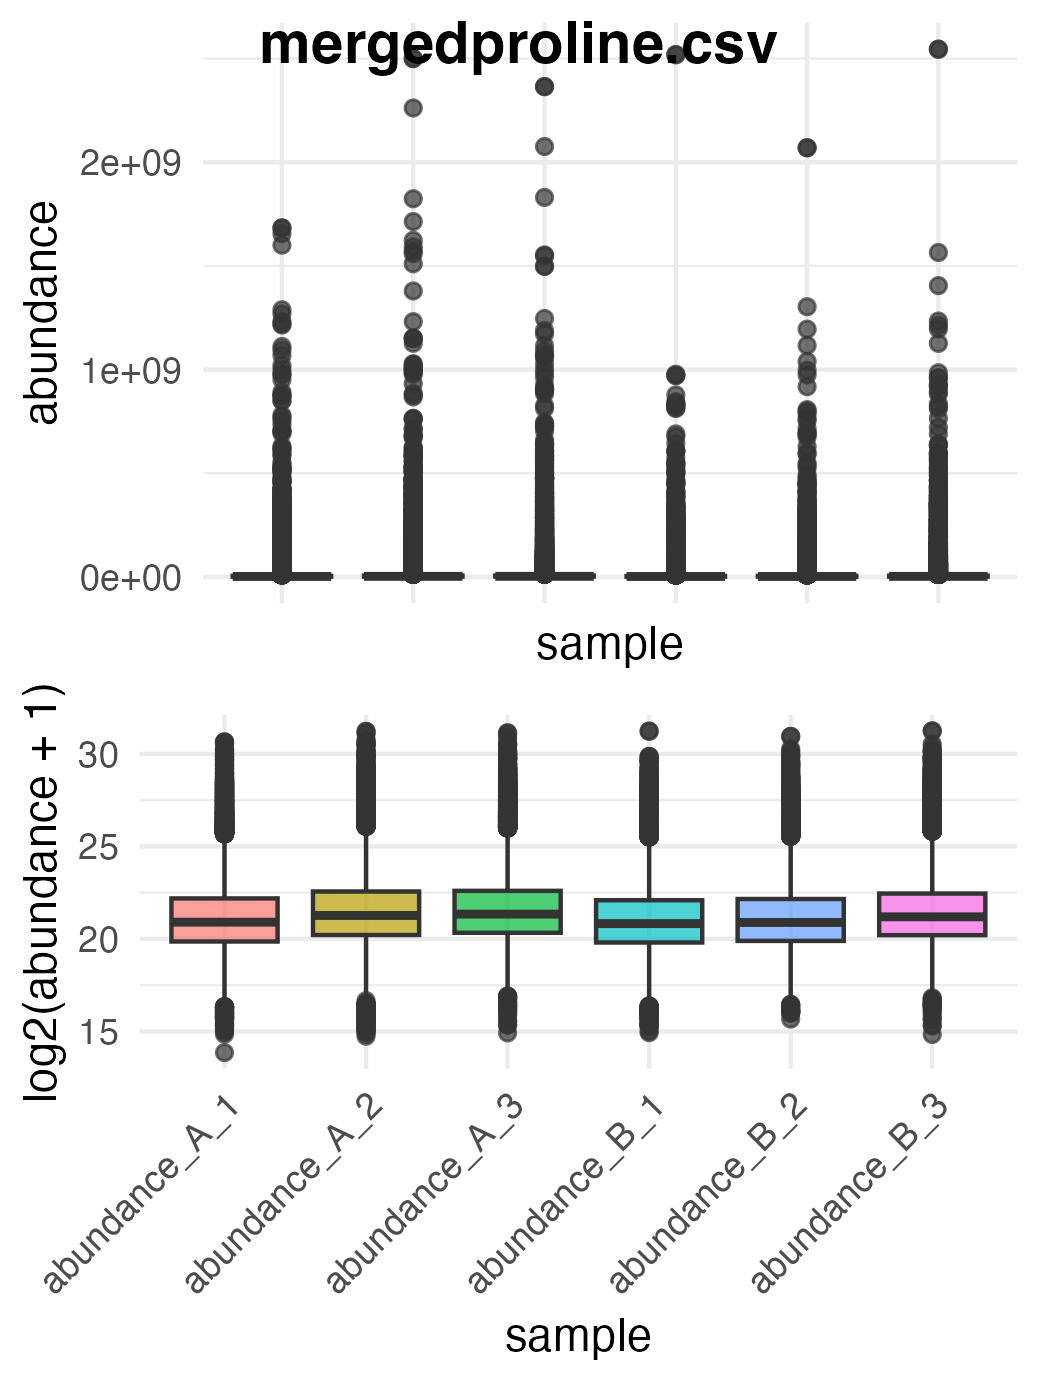 mergedproline.csv
abundance
2e+09
1e+09
0e+00
sample
log2(abundance + 1)
30
25
20
15
abundance_A_1
abundance_A_2
abundance_A_3
abundance_B_1
abundance_B_2
abundance_B_3
sample